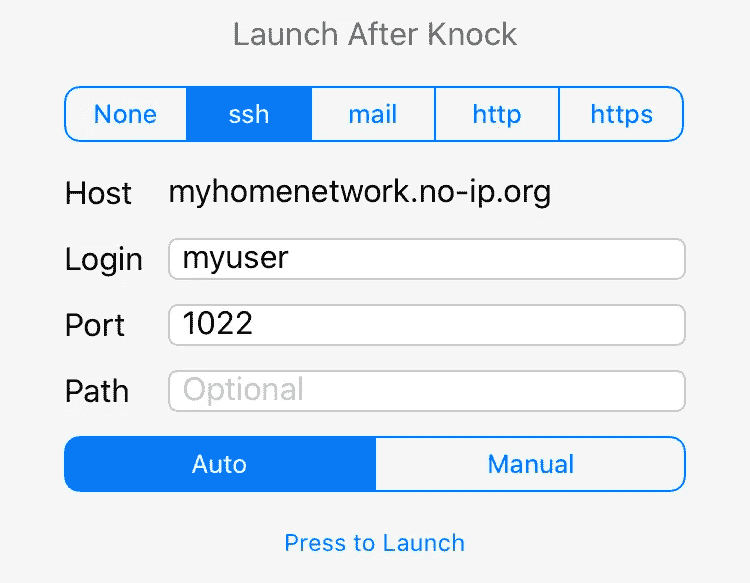 Launch After Knock
None ssh mail http https
Host myhomenetwork.no-ip.org
Login myuser
Port 1022
Path Optional
Auto Manual
Press to Launch